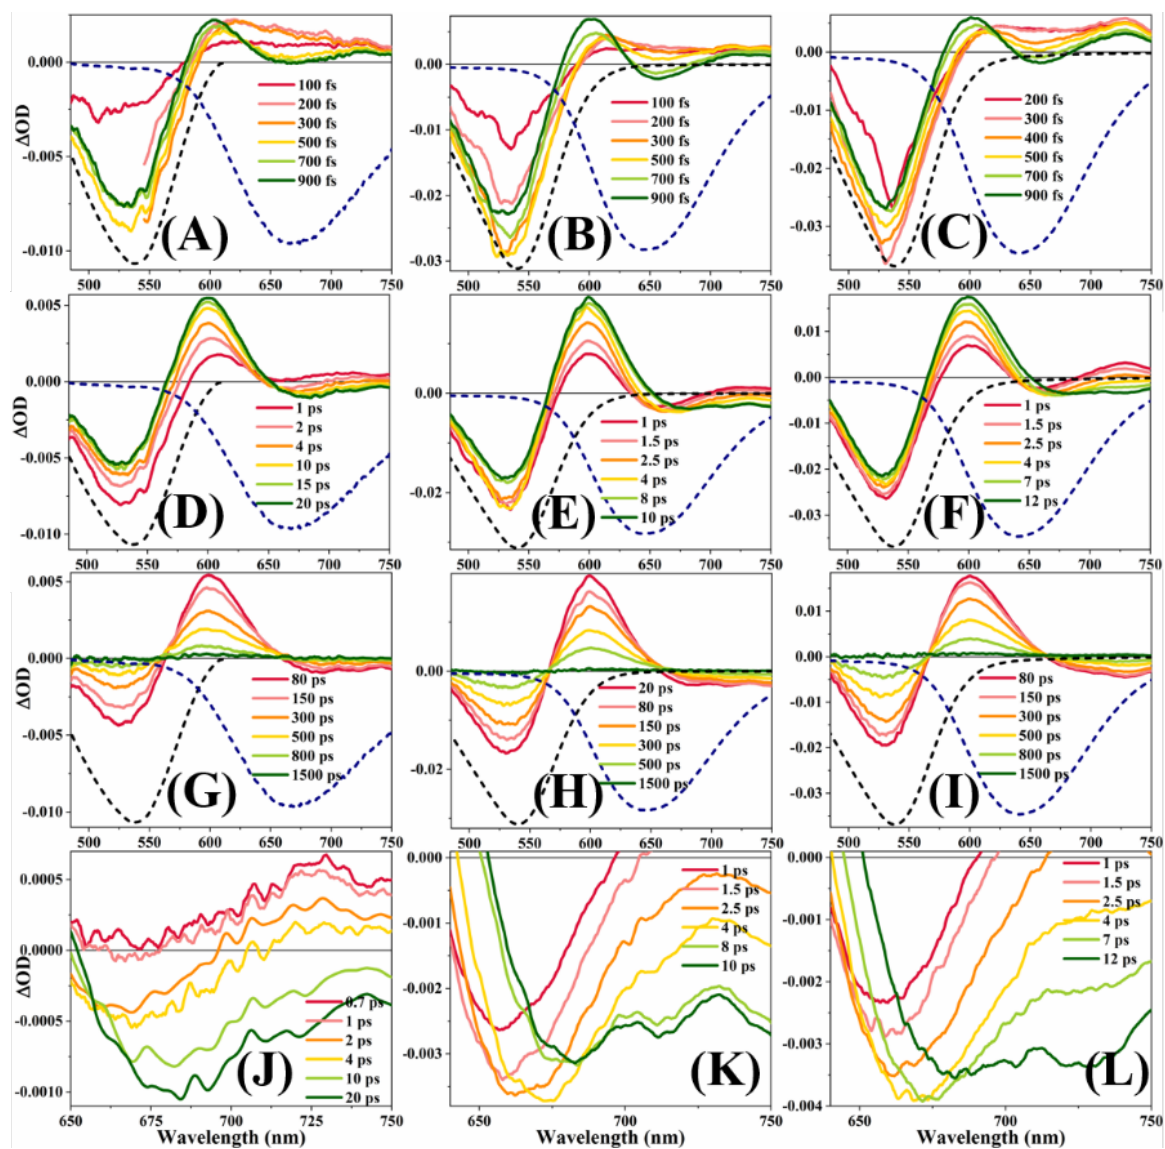 ΔOD
0.000
-0.005
-0.010
100 fs
200 fs
300 fs
500 fs
700 fs
900 fs
(A)
500 550 600 650 700 750
0.00
-0.01
-0.02
-0.03
100 fs
200 fs
300 fs
500 fs
700 fs
900 fs
(B)
500 550 600 650 700 750
0.00
-0.01
-0.02
-0.03
200 fs
300 fs
400 fs
500 fs
700 fs
900 fs
(C)
500 550 600 650 700 750
ΔOD
0.005
0.000
-0.005
-0.010
1 ps
2 ps
4 ps
10 ps
15 ps
20 ps
(D)
500 550 600 650 700 750
0.00
-0.02
1 ps
1.5 ps
2.5 ps
4 ps
8 ps
10 ps
(E)
500 550 600 650 700 750
0.01
0.00
-0.01
-0.02
-0.03
1 ps
1.5 ps
2.5 ps
4 ps
7 ps
12 ps
(F)
500 550 600 650 700 750
ΔOD
0.005
0.000
-0.005
-0.010
80 ps
150 ps
300 ps
500 ps
800 ps
1500 ps
(G)
500 550 600 650 700 750
0.00
-0.02
20 ps
80 ps
150 ps
300 ps
500 ps
1500 ps
(H)
500 550 600 650 700 750
0.01
0.00
-0.01
-0.02
-0.03
80 ps
150 ps
300 ps
500 ps
800 ps
1500 ps
(I)
500 550 600 650 700 750
ΔOD
0.0005
0.0000
-0.0005
-0.0010
0.7 ps
1 ps
2 ps
4 ps
10 ps
20 ps
(J)
650 675 700 725 750
Wavelength (nm)
0.000
-0.001
-0.002
-0.003
1 ps
1.5 ps
2.5 ps
4 ps
8 ps
10 ps
(K)
650 700 750
Wavelength (nm)
0.000
-0.001
-0.002
-0.003
-0.004
1 ps
1.5 ps
2.5 ps
4 ps
7 ps
12 ps
(L)
650 700 750
Wavelength (nm)